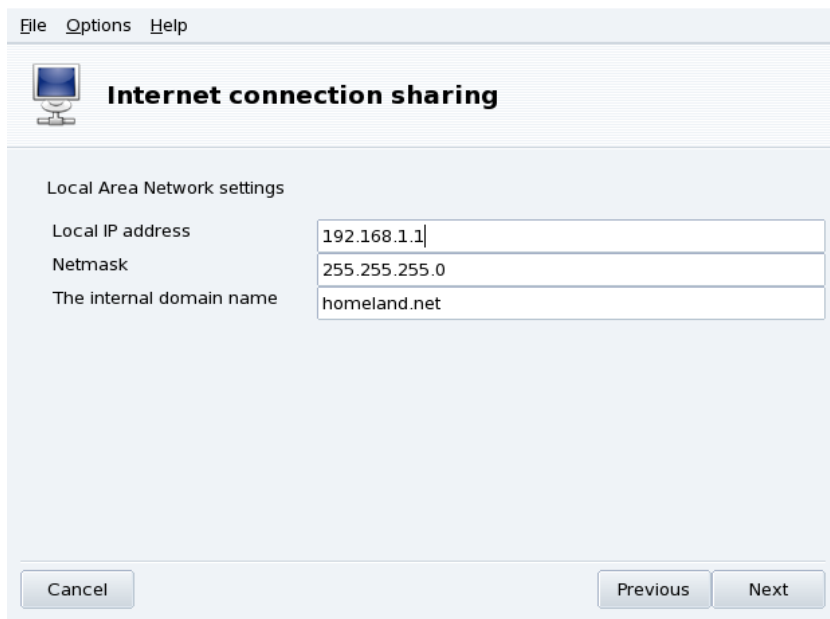 File Options Help
Internet connection sharing
Local Area Network settings
Local IP address 192.168.1.1
Netmask 255.255.255.0
The internal domain name homeland.net
Cancel Previous Next